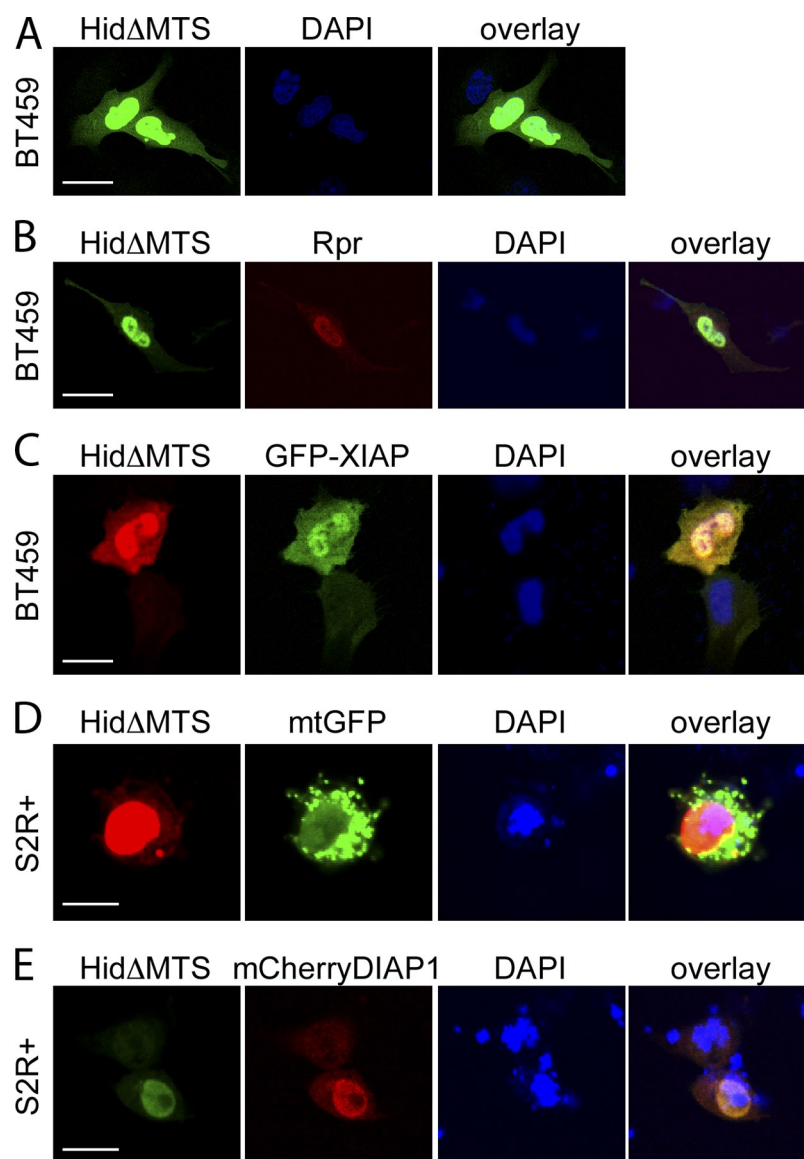 A HidΔMTS DAPI overlay
BT459
B HidΔMTS Rpr DAPI overlay
BT459
C HidΔMTS GFP-XIAP DAPI overlay
BT459
D HidΔMTS mtGFP DAPI overlay
S2R+
E HidΔMTS mCherryDIAP1 DAPI overlay
S2R+